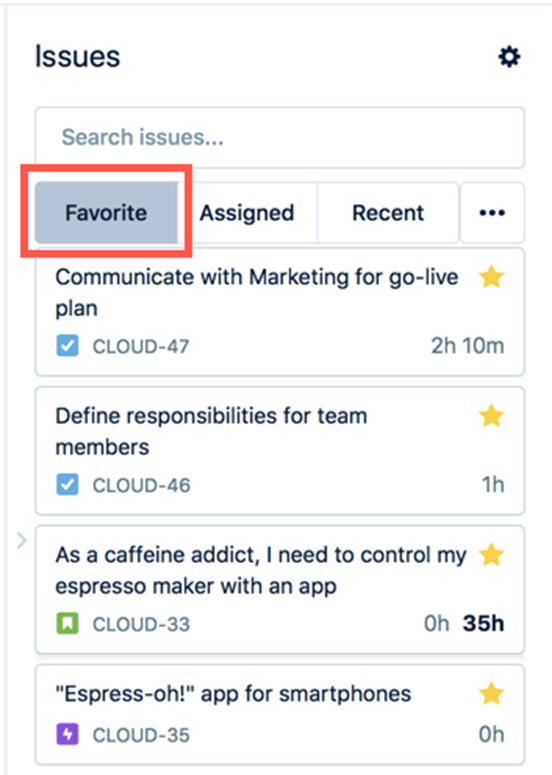 Issues
Search issues...
Favorite Assigned Recent
Communicate with Marketing for go-live
plan
CLOUD-47 2h 10m
Define responsibilities for team
members
CLOUD-46 1h
As a caffeine addict, I need to control my
espresso maker with an app
CLOUD-33 0h 35h
"Espress-oh!" app for smartphones
CLOUD-35 0h